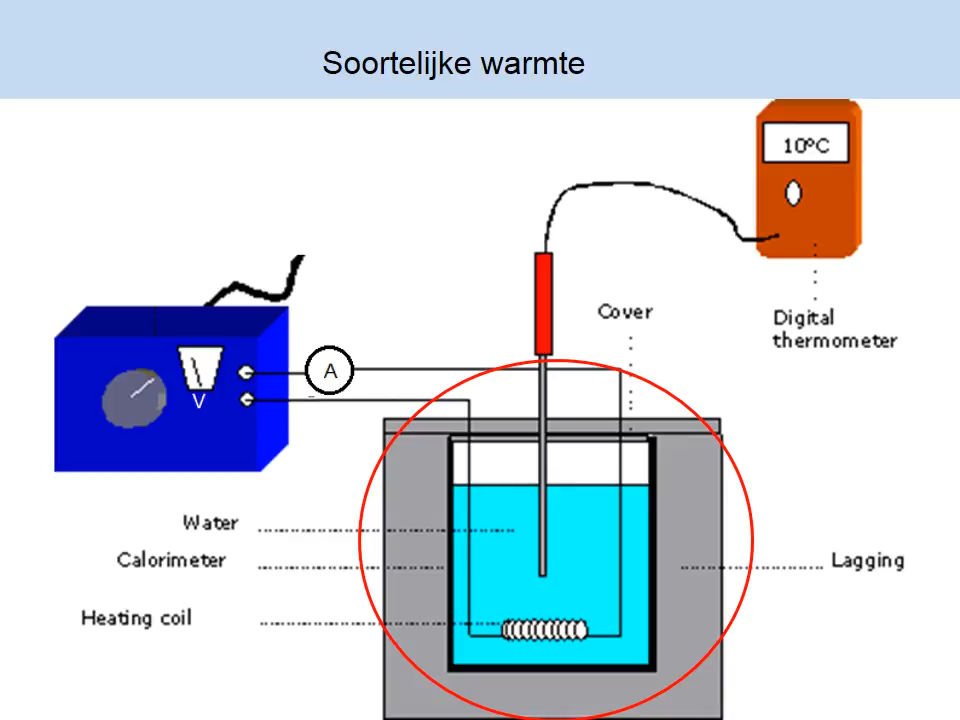 Soortelijke warmte
10°C
Cover
Digital
thermometer
A
V
Water
Calorimeter
Lagging
Heating coil